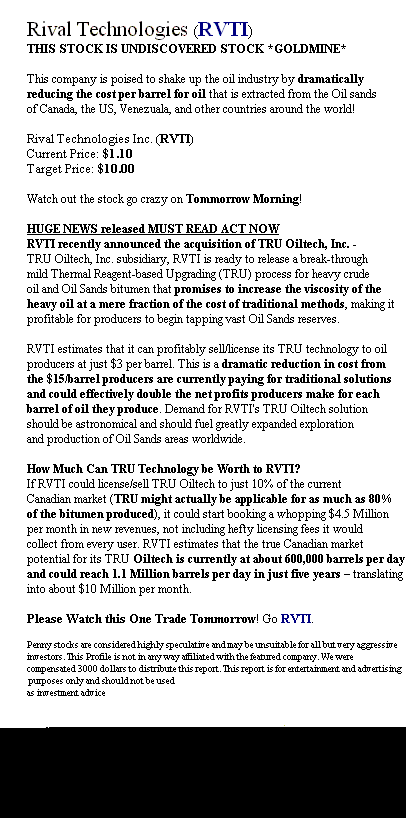 Rival Technologies (RVTI)
THIS STOCK IS UNDISCOVERED STOCK *GOLDMINE*
This company is poised to shake up the oil industry by dramatically
reducing the cost per barrel for oil that is extracted from the Oil sands
of Canada, the US, Venezuala, and other countries around the world!
Rival Technologies Inc. (RVTI)
Current Price: $1.10
Target Price: $10.00
Watch out the stock go crazy on Tommorrow Morning!
HUGE NEWS released MUST READ ACT NOW
RVTI recently announced the acquisition of TRU Oiltech, Inc. -
TRU Oiltech, Inc. subsidiary, RVTI is ready to release a break-through
mild Thermal Reagent-based Upgrading (TRU) process for heavy crude
oil and Oil Sands bitumen that promises to increase the viscosity of the
heavy oil at a mere fraction of the cost of traditional methods, making it
profitable for producers to begin tapping vast Oil Sands reserves.
RVTI estimates that it can profitably sell/license its TRU technology to oil
producers at just $3 per barrel. This is a dramatic reduction in cost from
the $15/barrel producers are currently paying for traditional solutions
and could effectively double the net profits producers make for each
barrel of oil they produce. Demand for RVTI's TRU Oiltech solution
should be astronomical and should fuel greatly expanded exploration
and production of Oil Sands areas worldwide.
How Much Can TRU Technology be Worth to RVTI?
If RVTI could license/sell TRU Oiltech to just 10% of the current
Canadian market (TRU might actually be applicable for as much as 80%
of the bitumen produced), it could start booking a whopping $4.5 Million
per month in new revenues, not including hefty licensing fees it would
collect from every user. RVTI estimates that the true Canadian market
potential for its TRU Oiltech is currently at about 600,000 barrels per day
and could reach 1.1 Million barrels per day in just five years – translating
into about $10 Million per month.
Please Watch this One Trade Tommorrow! Go RVTI.
Penny stocks are considered highly speculative and may be unsuitable for all but very aggressive
investors. This Profile is not in any way affiliated with the featured company. We were
compensated 3000 dollars to distribute this report. This report is for entertainment and advertising
purposes only and should not be used
as investment advice